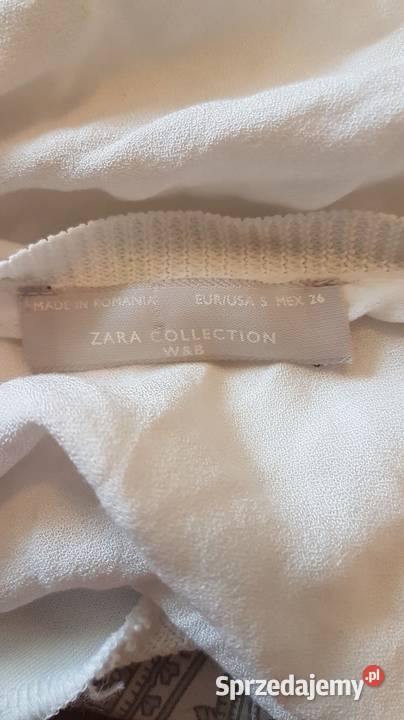 MADE IN ROMANIA EUR/USA S MEX 26
ZARA COLLECTION
W&B
Sprzedajemy.pl